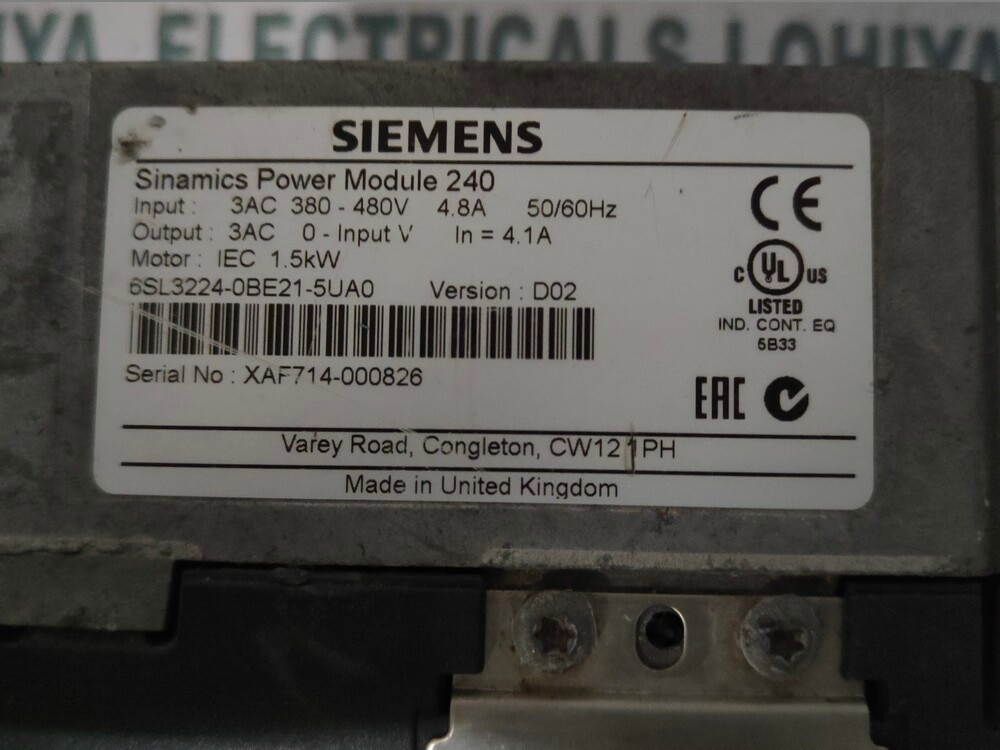 IYA ELECTRICALS LOHIYA
SIEMENS
Sinamics Power Module 240
Input : 3AC 380 - 480V 4.8A 50/60Hz
Output : 3AC 0 - Input V In = 4.1A
Motor : IEC 1.5kW
6SL3224-0BE21-5UA0 Version : D02
Serial No : XAF714-000826
CE
C UL US
LISTED
IND. CONT. EQ
5B33
EAC
Varey Road, Congleton, CW12 1PH
Made in United Kingdom